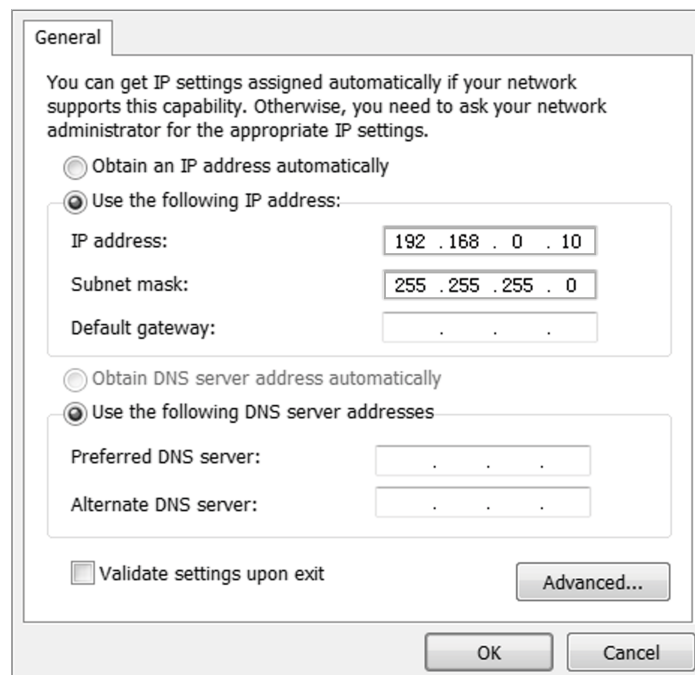 General
You can get IP settings assigned automatically if your network
supports this capability. Otherwise, you need to ask your network
administrator for the appropriate IP settings.
Obtain an IP address automatically
Use the following IP address:
IP address: 192 . 168 . 0 . 10
Subnet mask: 255 . 255 . 255 . 0
Default gateway: . . .
Obtain DNS server address automatically
Use the following DNS server addresses
Preferred DNS server: . . .
Alternate DNS server: . . .
Validate settings upon exit
Advanced...
OK Cancel